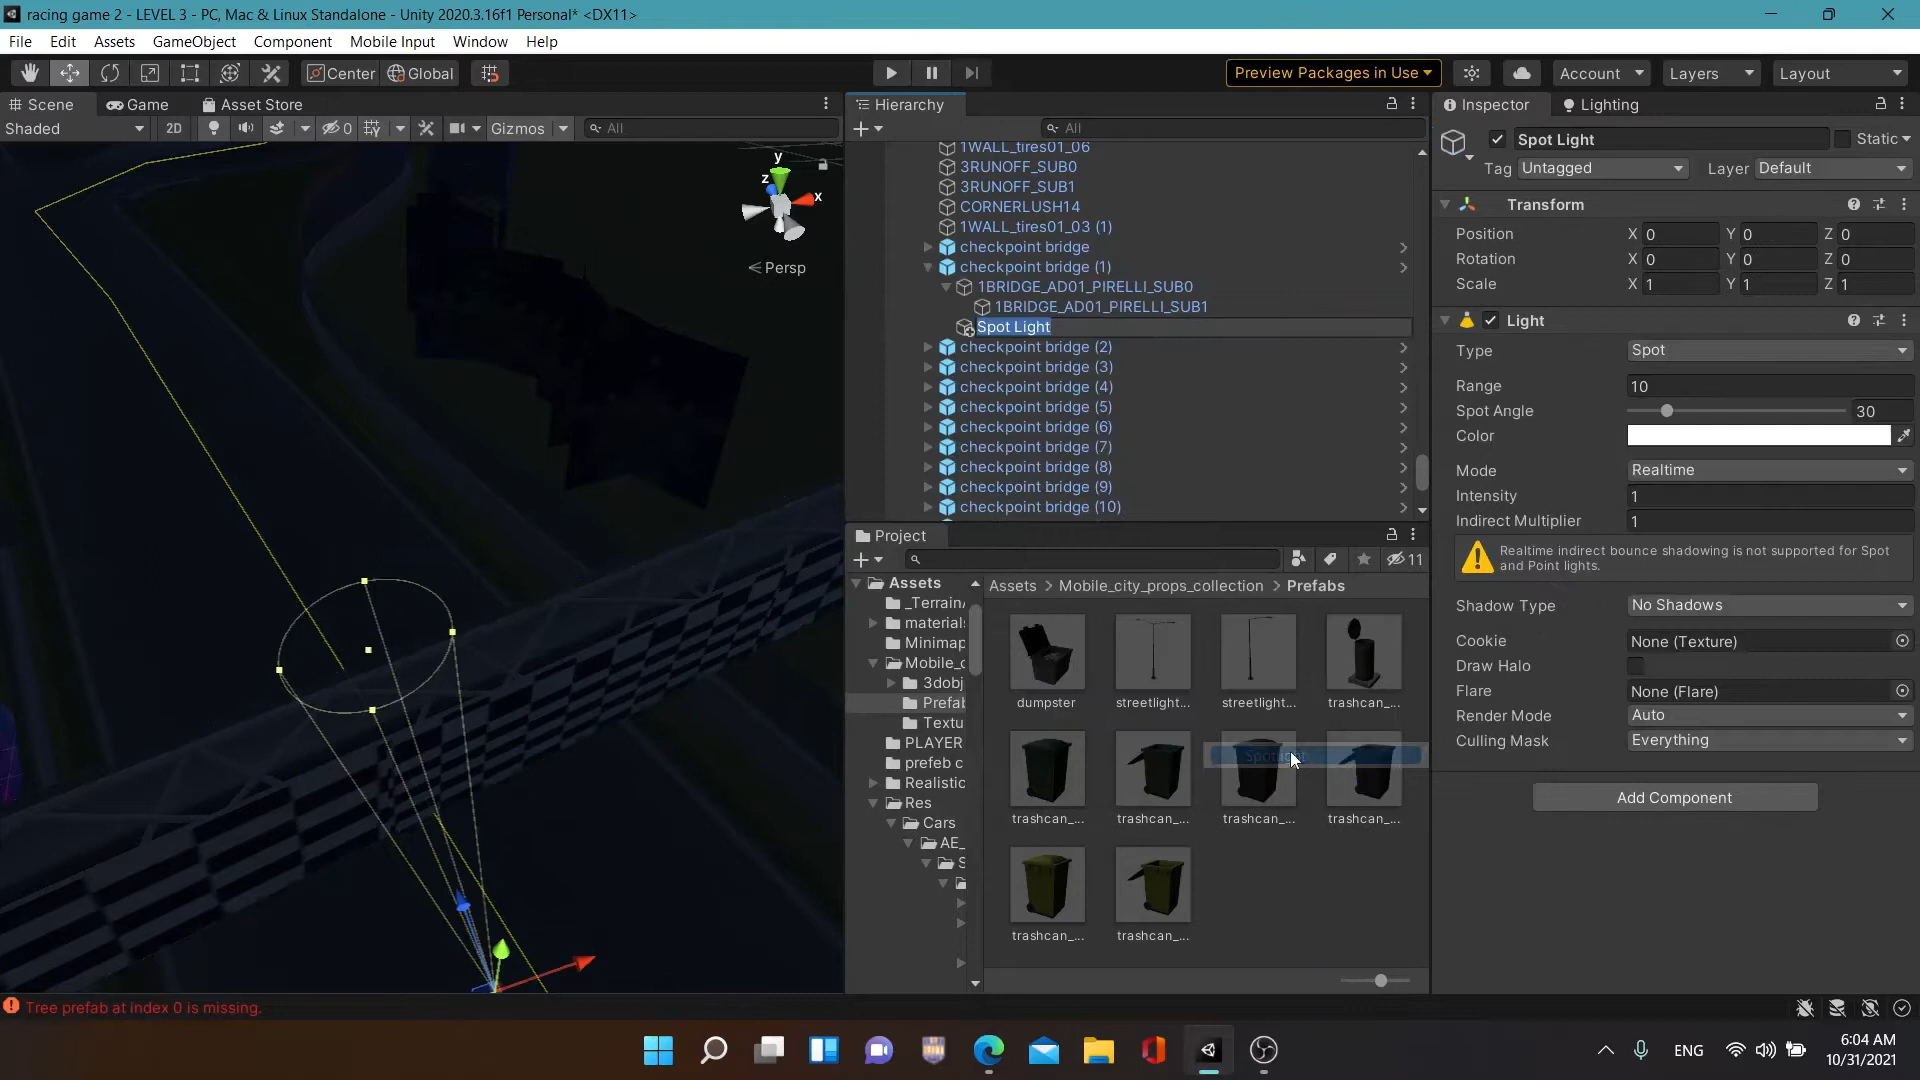 racing game 2 - LEVEL 3 - PC, Mac & Linux Standalone - Unity 2020.3.16f1 Personal* <DX11>
File Edit Assets GameObject Component Mobile Input Window Help
Center Global Preview Packages in Use Account Layers Layout
Scene Game Asset Store
Shaded 2D 0 Gizmos All
y
z
x
Persp
Hierarchy
All
1WALL_tires01_06
3RUNOFF_SUB0
3RUNOFF_SUB1
CORNERLUSH14
1WALL_tires01_03 (1)
checkpoint bridge
checkpoint bridge (1)
1BRIDGE_AD01_PIRELLI_SUB0
1BRIDGE_AD01_PIRELLI_SUB1
Spot Light
checkpoint bridge (2)
checkpoint bridge (3)
checkpoint bridge (4)
checkpoint bridge (5)
checkpoint bridge (6)
checkpoint bridge (7)
checkpoint bridge (8)
checkpoint bridge (9)
checkpoint bridge (10)
Project
11
Assets
_Terrain
material
Minimap
Mobile_c
3dobj
Prefab
Textu
PLAYER
prefeb c
Realistic
Res
Cars
AE_
S
Assets > Mobile_city_props_collection > Prefabs
dumpster streetlight... streetlight... trashcan_...
Spotlight
trashcan_... trashcan_... trashcan_... trashcan_...
trashcan_... trashcan_...
Inspector Lighting
Spot Light Static
Tag Untagged Layer Default
Transform
Position X 0 Y 0 Z 0
Rotation X 0 Y 0 Z 0
Scale X 1 Y 1 Z 1
Light
Type Spot
Range 10
Spot Angle 30
Color
Mode Realtime
Intensity 1
Indirect Multiplier 1
Realtime indirect bounce shadowing is not supported for Spot
and Point lights.
Shadow Type No Shadows
Cookie None (Texture)
Draw Halo
Flare None (Flare)
Render Mode Auto
Culling Mask Everything
Add Component
Tree prefab at index 0 is missing.
ENG
6:04 AM
10/31/2021